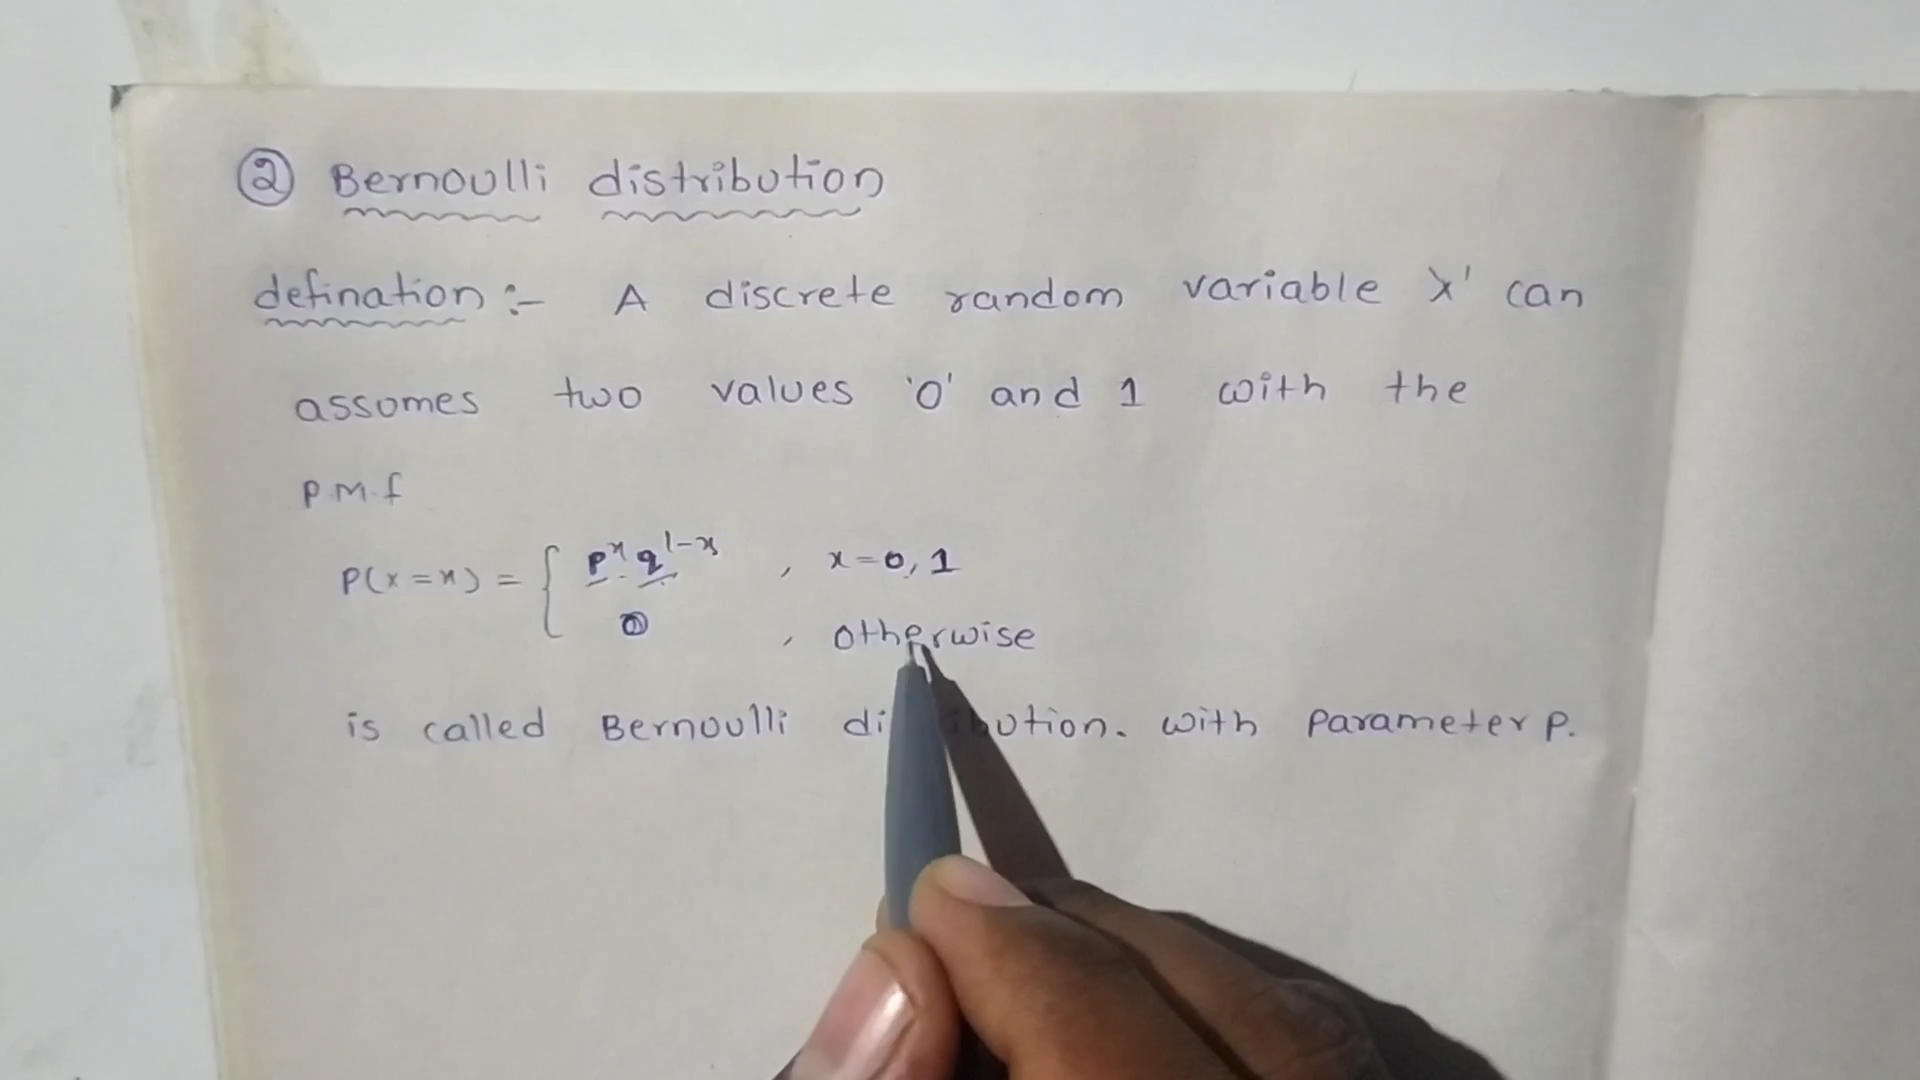 ② Bernoulli distribution
defination :- A discrete random variable 'X' can
assumes two values '0' and 1 with the
P.M.f
P(x=x) = { p^x q^1-x , x=0,1
0 , otherwise
is called Bernoulli distribution. with parameter p.